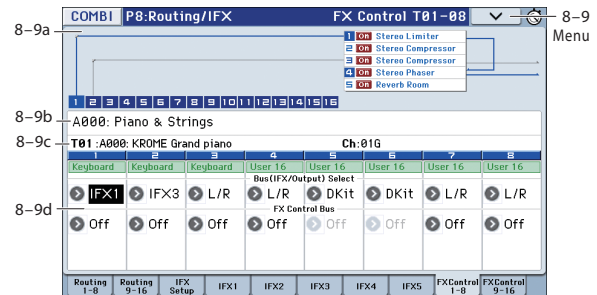 COMBI P8:Routing/IFX FX Control T01-08
8–9
Menu
8–9a
1 ON Stereo Limiter
2 ON Stereo Compressor
3 ON Stereo Compressor
4 ON Stereo Phaser
5 ON Reverb Room
1 2 3 4 5 6 7 8 9 10 11 12 13 14 15 16
8–9b
A000: Piano & Strings
8–9c
T01 :A000: KROME Grand piano Ch:01G
1 2 3 4 5 6 7 8
Keyboard Keyboard Keyboard User 16 User 16 User 16 User 16 User 16
Bus(IFX/Output) Select
IFX1 IFX3 L/R L/R DKit DKit L/R L/R
8–9d
FX Control Bus
Off Off Off Off Off Off Off Off
Routing 1-8 Routing 9-16 IFX Setup IFX1 IFX2 IFX3 IFX4 IFX5 FXControl 1-8 FXControl 9-16